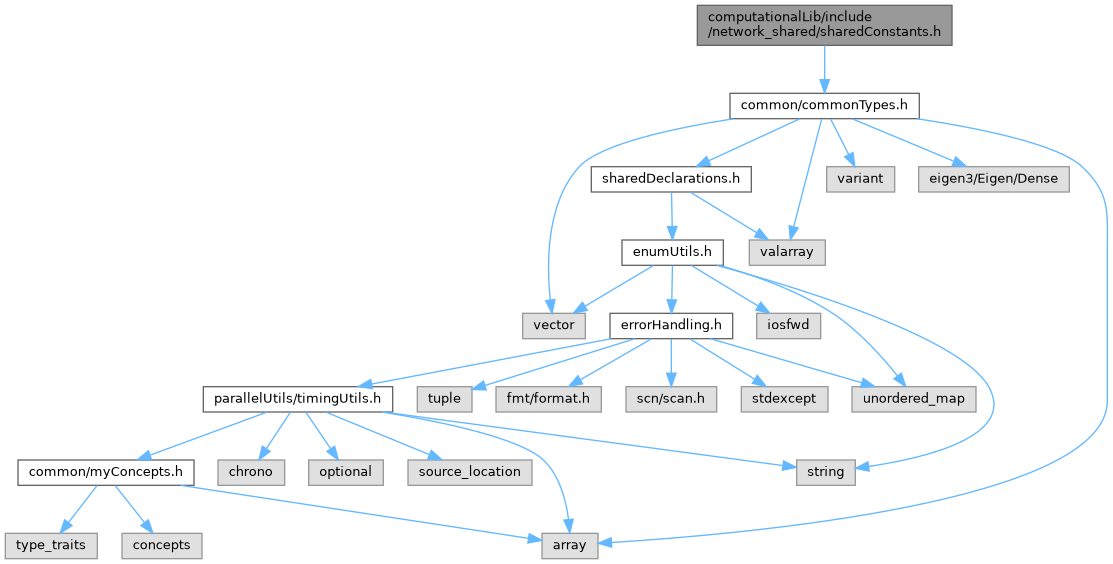 computationalLib/include
/network_shared/sharedConstants.h
common/commonTypes.h
sharedDeclarations.h
variant
eigen3/Eigen/Dense
enumUtils.h
valarray
vector
errorHandling.h
iosfwd
parallelUtils/timingUtils.h
tuple
fmt/format.h
scn/scan.h
stdexcept
unordered_map
common/myConcepts.h
chrono
optional
source_location
string
type_traits
concepts
array